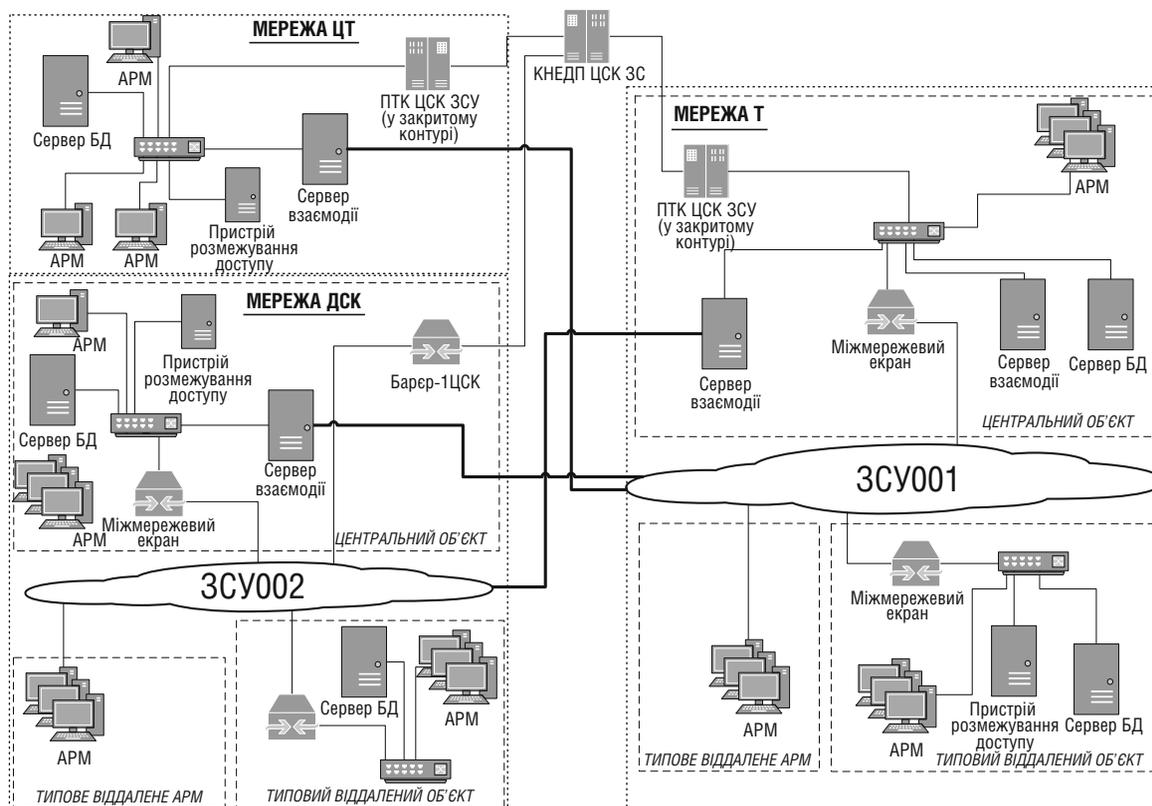 МЕРЕЖА ЦТ
АРМ
Сервер БД
ПТК ЦСК ЗСУ
(у закритому
контурі)
Сервер
взаємодії
АРМ
АРМ
Пристрій
розмежування
доступу
КНЕДП ЦСК ЗС
МЕРЕЖА Т
АРМ
ПТК ЦСК ЗСУ
(у закритому
контурі)
Сервер
взаємодії
Міжмережевий
екран
Сервер
взаємодії
Сервер БД
ЦЕНТРАЛЬНИЙ ОБ’ЄКТ
МЕРЕЖА ДСК
АРМ
Пристрій
розмежування
доступу
Барєр-1ЦСК
Сервер БД
Сервер
взаємодії
АРМ
Міжмережевий
екран
ЦЕНТРАЛЬНИЙ ОБ’ЄКТ
ЗСУ001
ЗСУ002
АРМ
ТИПОВЕ ВІДДАЛЕНЕ АРМ
Сервер БД
АРМ
ТИПОВИЙ ВІДДАЛЕНИЙ ОБ’ЄКТ
АРМ
ТИПОВЕ ВІДДАЛЕНЕ АРМ
Міжмережевий
екран
АРМ
Пристрій
розмежування
доступу
Сервер БД
ТИПОВИЙ ВІДДАЛЕНИЙ ОБ’ЄКТ